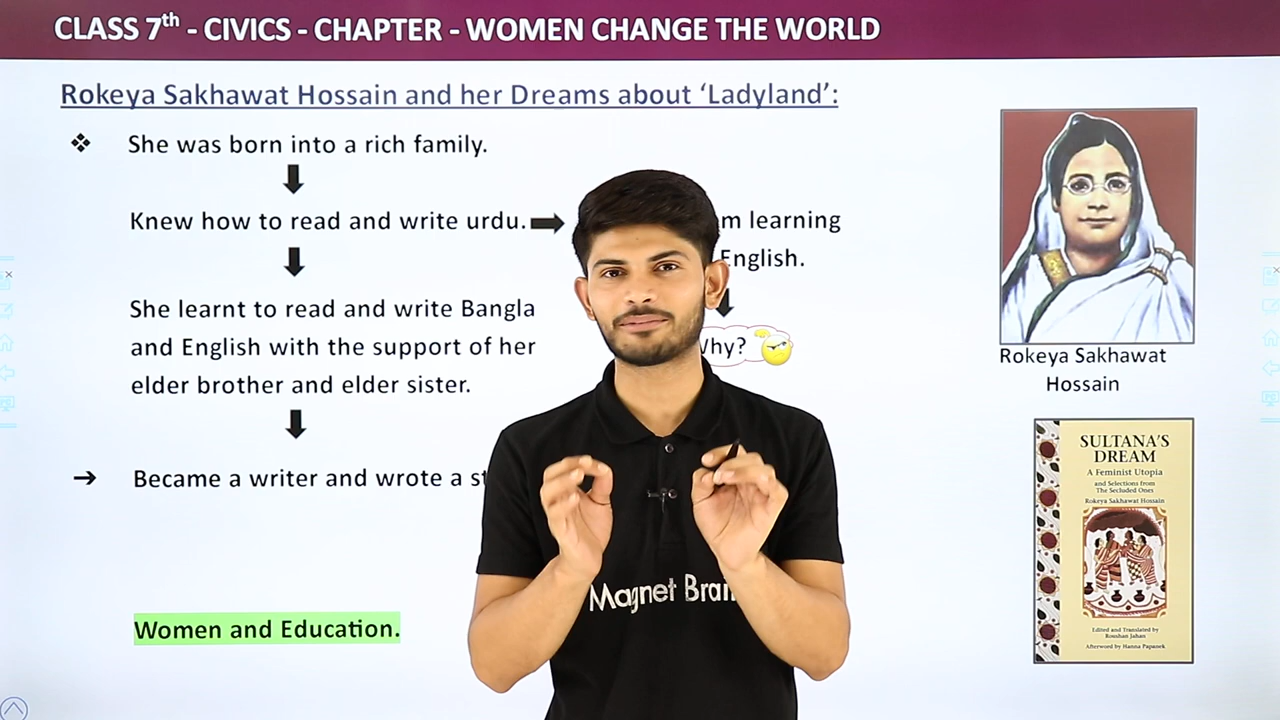 CLASS 7th - CIVICS - CHAPTER - WOMEN CHANGE THE WORLD
Rokeya Sakhawat Hossain and her Dreams about ‘Ladyland’:
❖ She was born into a rich family.
Knew how to read and write urdu.
learning
English.
She learnt to read and write Bangla
and English with the support of her
elder brother and elder sister.
Why?
➔ Became a writer and wrote a
Women and Education.
Rokeya Sakhawat
Hossain
SULTANA'S
DREAM
A Feminist Utopia
and Selections from
The Secluded Ones
Rokeya Sakhawat Hossain
Edited and Translated by
Roushan Jahan
Afterword by Hanna Papanek
Magnet Brain